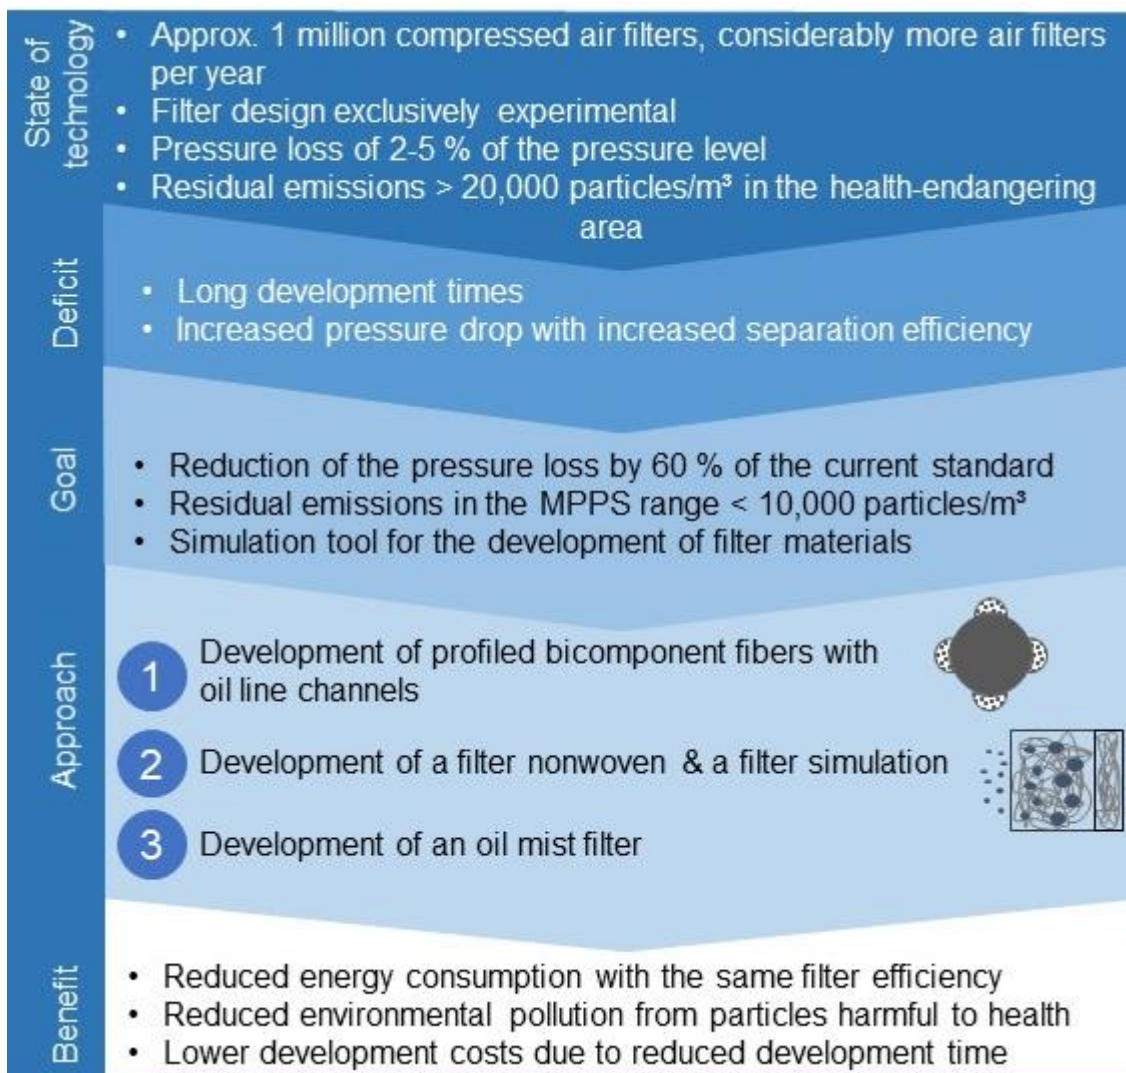 State of
technology
• Approx. 1 million compressed air filters, considerably more air filters
per year
• Filter design exclusively experimental
• Pressure loss of 2-5 % of the pressure level
• Residual emissions > 20,000 particles/m³ in the health-endangering
area
Deficit
• Long development times
• Increased pressure drop with increased separation efficiency
Goal
• Reduction of the pressure loss by 60 % of the current standard
• Residual emissions in the MPPS range < 10,000 particles/m³
• Simulation tool for the development of filter materials
Approach
1 Development of profiled bicomponent fibers with
oil line channels
2 Development of a filter nonwoven & a filter simulation
3 Development of an oil mist filter
Benefit
• Reduced energy consumption with the same filter efficiency
• Reduced environmental pollution from particles harmful to health
• Lower development costs due to reduced development time